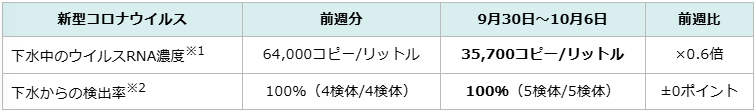 新型コロナウイルス 前週分 9月30日～10月6日 前週比
下水中のウイルスRNA濃度※1 64,000コピー/リットル 35,700コピー/リットル ×0.6倍
下水からの検出率※2 100%（4検体/4検体） 100%（5検体/5検体） ±0ポイント